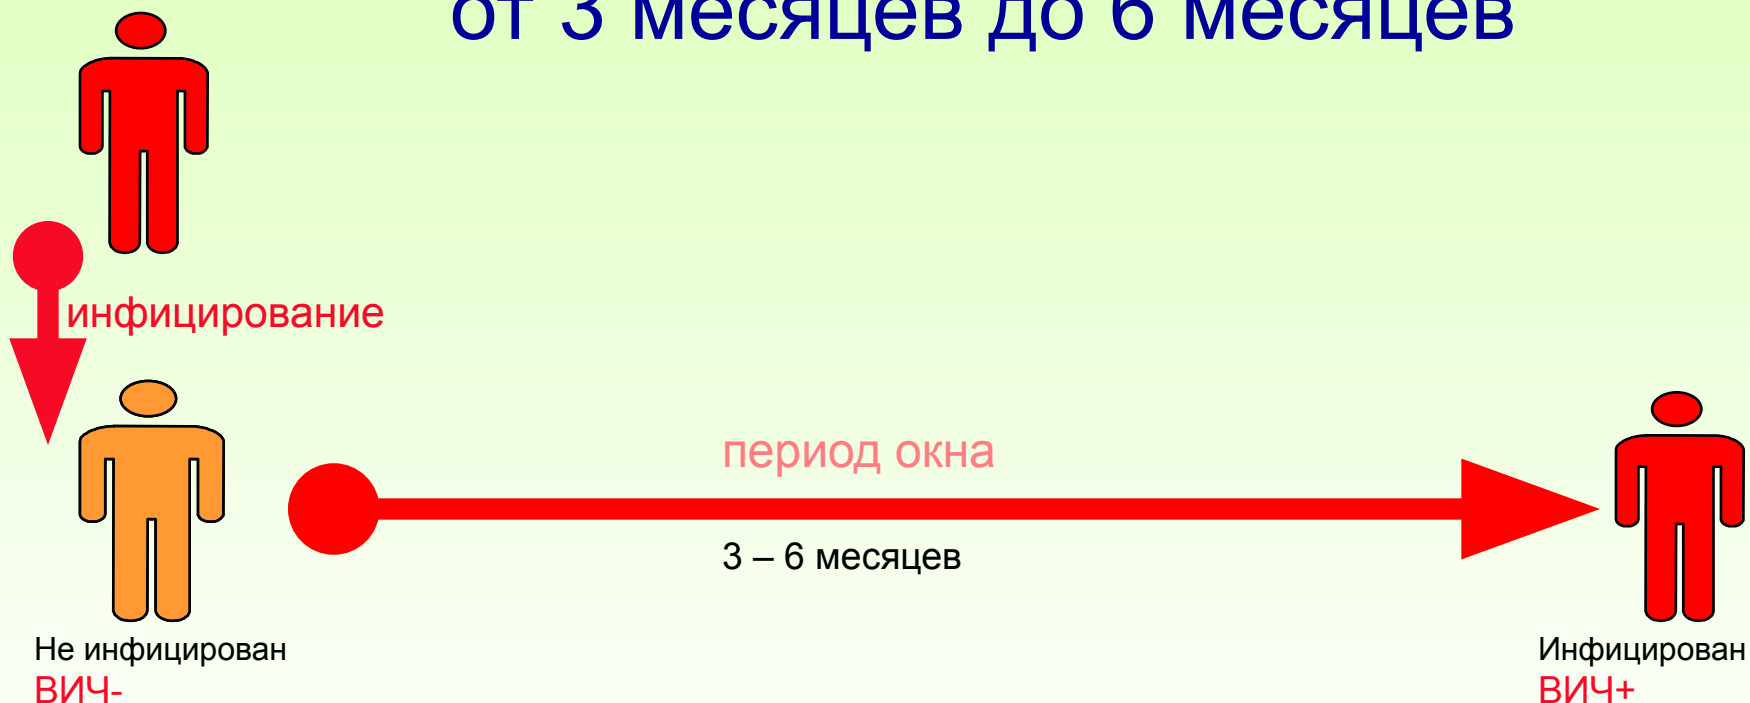 от 3 месяцев до 6 месяцев
инфицирование
период окна
3 – 6 месяцев
Не инфицирован
ВИЧ-
Инфицирован
ВИЧ+